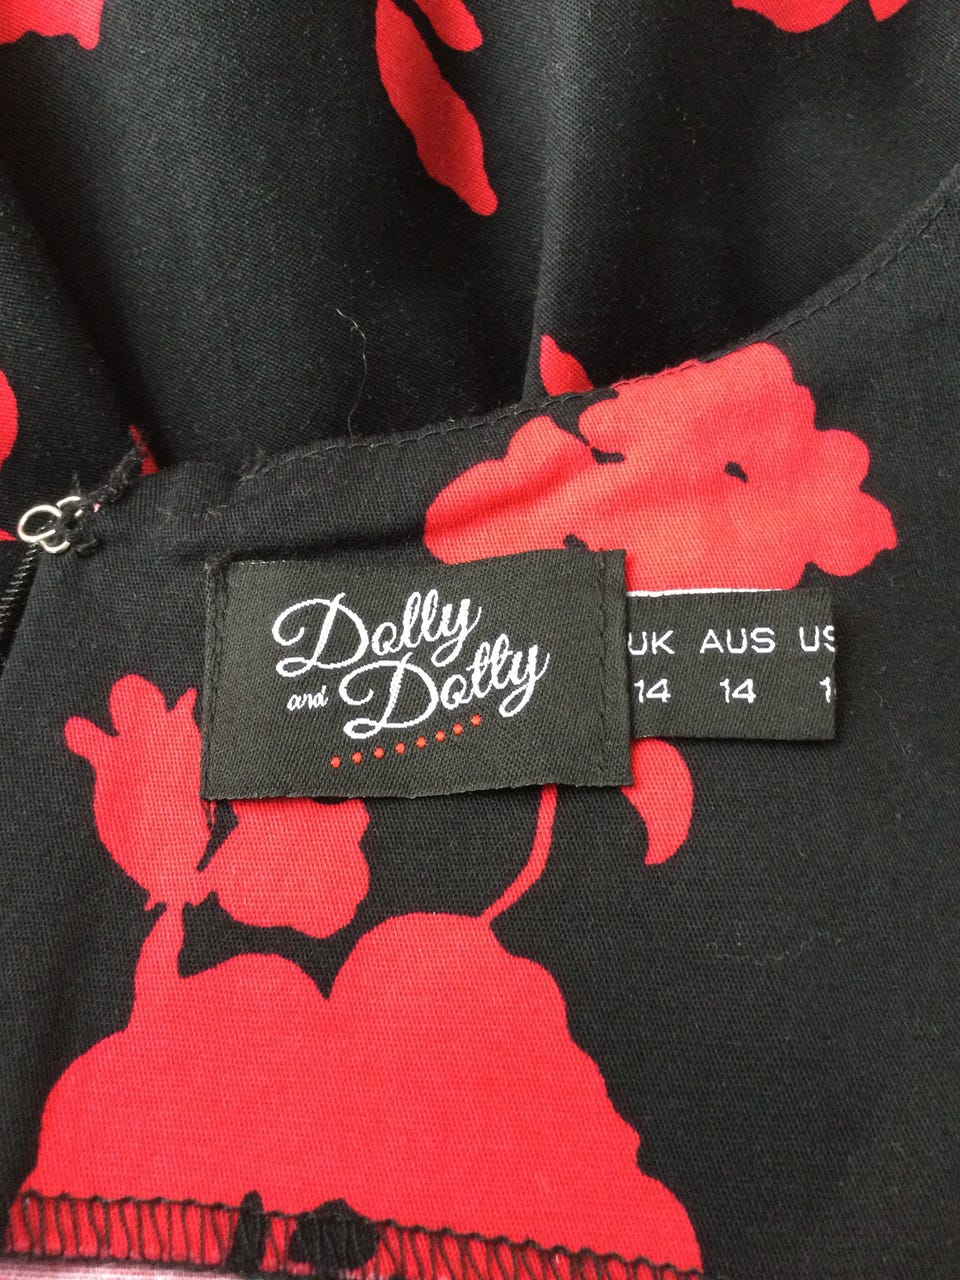 Dolly
and Dotty
UK AUS US
14 14